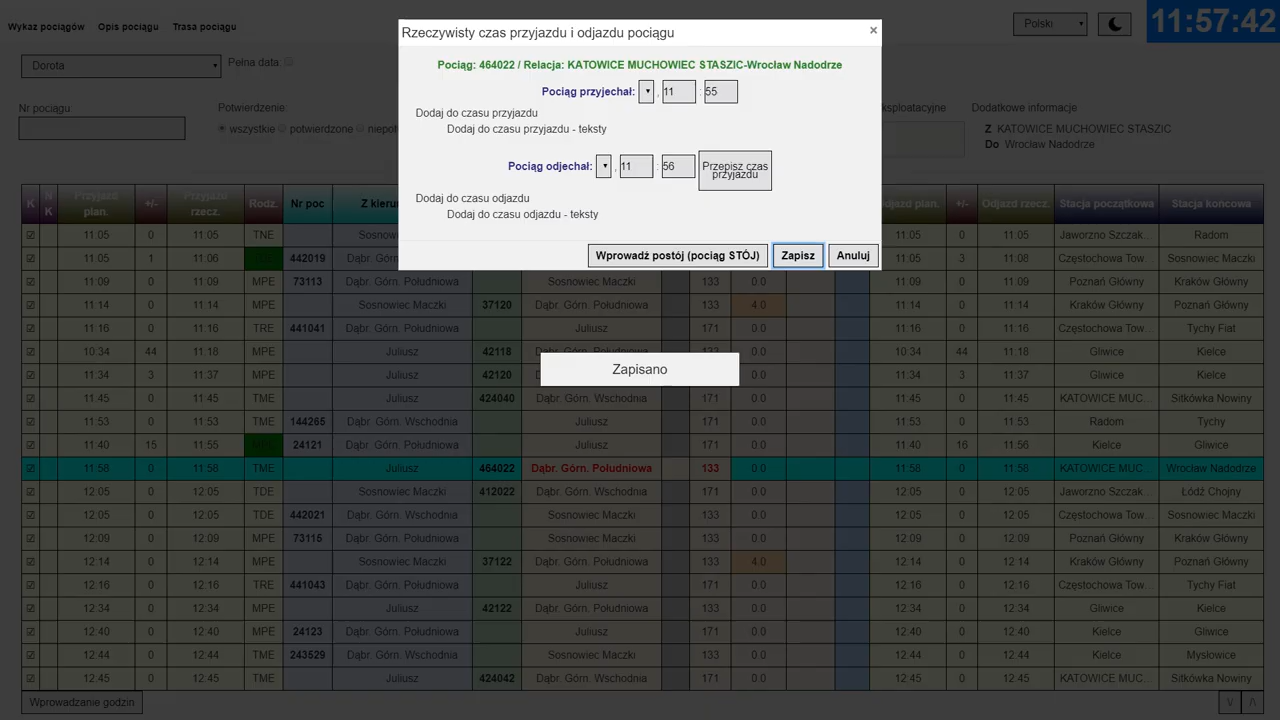 Wykaz pociągów Opis pociągu Trasa pociągu
Polski
11:57:42
Dorota
Pełna data:
Nr pociągu
Potwierdzenie:
wszystkie potwierdzone
Dodatkowe informacje
Z KATOWICE MUCHOWIEC STASZIC
Do Wrocław Nadodrze
Rzeczywisty czas przyjazdu i odjazdu pociągu
×
Pociąg: 464022 / Relacja: KATOWICE MUCHOWIEC STASZIC-Wrocław Nadodrze
Pociąg przyjechał: , 11 : 55
Dodaj do czasu przyjazdu
Dodaj do czasu przyjazdu - teksty
Pociąg odjechał: , 11 : 56 Przepisz czas
przyjazdu
Dodaj do czasu odjazdu
Dodaj do czasu odjazdu - teksty
Wprowadź postój (pociąg STÓJ) Zapisz Anuluj
K N K Przyjazd plan. +/- Przyjazd rzecz. Rodz. Nr poc Odjazd plan. +/- Odjazd rzecz. Stacja początkowa Stacja końcowa
11:05 0 11:05 TNE 11:05 0 11:05 Jaworzno Szczak... Radom
11:05 1 11:06 442019 11:05 3 11:08 Częstochowa Tow... Sosnowiec Maczki
11:09 0 11:09 MPE 73113 Dąbr. Górn. Południowa Sosnowiec Maczki 133 0.0 11:09 0 11:09 Poznań Główny Kraków Główny
11:14 0 11:14 MPE Sosnowiec Maczki 37120 Dąbr. Górn. Południowa 133 4.0 11:14 0 11:14 Kraków Główny Poznań Główny
11:16 0 11:16 TRE 441041 Dąbr. Górn. Południowa Juliusz 171 0.0 11:16 0 11:16 Częstochowa Tow... Tychy Fiat
10:34 44 11:18 MPE Juliusz 42118 0.0 10:34 44 11:18 Gliwice Kielce
11:34 3 11:37 MPE Juliusz 42120 0.0 11:34 3 11:37 Gliwice Kielce
11:45 0 11:45 TME Juliusz 424040 Dąbr. Górn. Wschodnia 171 0.0 11:45 0 11:45 KATOWICE MUC... Sitkówka Nowiny
11:53 0 11:53 TME 144265 Dąbr. Górn. Południowa Juliusz 171 0.0 11:53 0 11:53 Radom Tychy
11:40 15 11:55 24121 Dąbr. Górn. Południowa Juliusz 171 0.0 11:40 16 11:56 Kielce Gliwice
11:58 0 11:58 TME Juliusz 464022 Dąbr. Górn. Południowa 133 0.0 11:58 0 11:58 KATOWICE MUC... Wrocław Nadodrze
12:05 0 12:05 TDE Sosnowiec Maczki 412022 Dąbr. Górn. Wschodnia 171 0.0 12:05 0 12:05 Jaworzno Szczak... Łódź Chojny
12:05 0 12:05 TDE 442021 Dąbr. Górn. Wschodnia Sosnowiec Maczki 133 0.0 12:05 0 12:05 Częstochowa Tow... Sosnowiec Maczki
12:09 0 12:09 MPE 73115 Dąbr. Górn. Południowa Sosnowiec Maczki 133 0.0 12:09 0 12:09 Poznań Główny Kraków Główny
12:14 0 12:14 MPE Sosnowiec Maczki 37122 Dąbr. Górn. Południowa 133 4.0 12:14 0 12:14 Kraków Główny Poznań Główny
12:16 0 12:16 TRE 441043 Dąbr. Górn. Południowa Juliusz 171 0.0 12:16 0 12:16 Częstochowa Tow... Tychy Fiat
12:34 0 12:34 MPE Juliusz 42122 Dąbr. Górn. Południowa 133 0.0 12:34 0 12:34 Gliwice Kielce
12:40 0 12:40 MPE 24123 Dąbr. Górn. Południowa Juliusz 171 0.0 12:40 0 12:40 Kielce Gliwice
12:44 0 12:44 TME 243529 Dąbr. Górn. Wschodnia Sosnowiec Maczki 133 0.0 12:44 0 12:44 Kielce Mysłowice
12:45 0 12:45 TME Juliusz 424042 Dąbr. Górn. Wschodnia 171 0.0 12:45 0 12:45 KATOWICE MUC... Sitkówka Nowiny
Zapisano
Wprowadzanie godzin
\/ /\